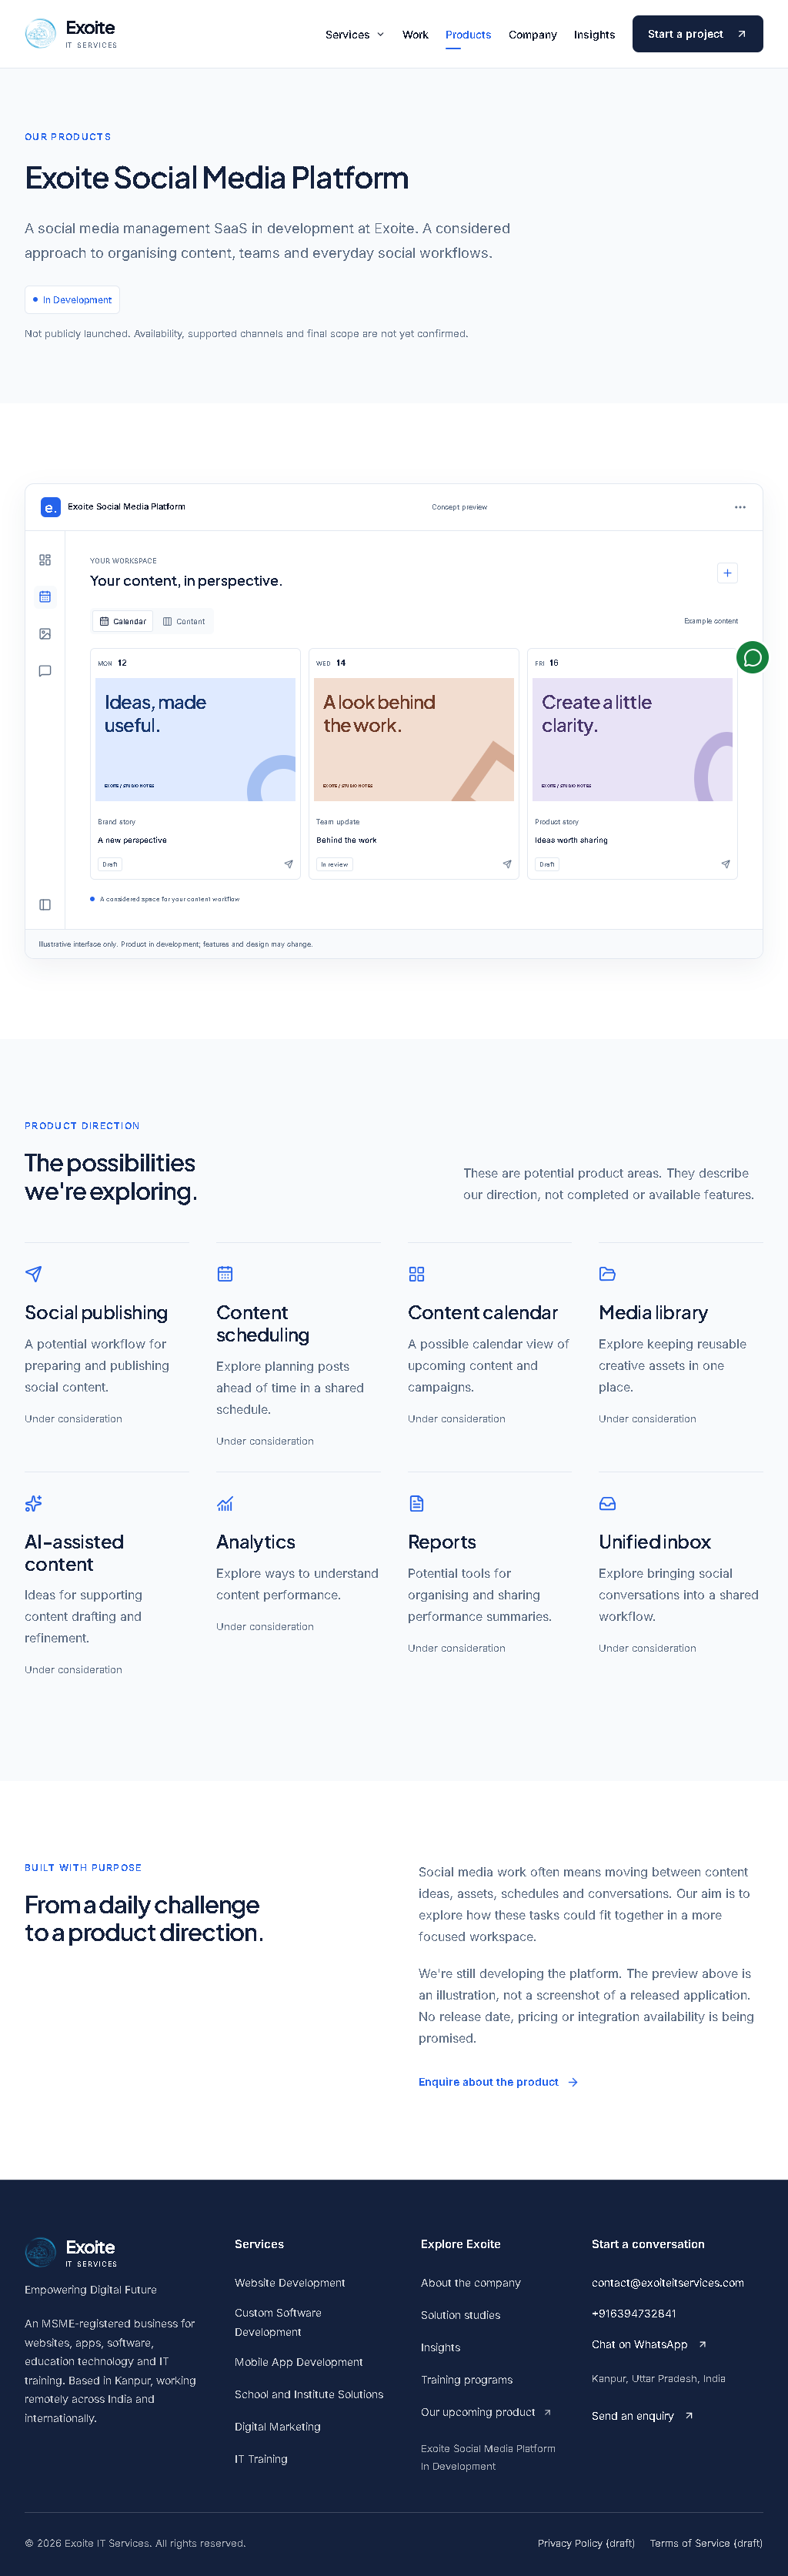 Exoite
IT SERVICES
Services
Work
Products
Company
Insights
Start a project
OUR PRODUCTS
Exoite Social Media Platform
A social media management SaaS in development at Exoite. A considered
approach to organising content, teams and everyday social workflows.
In Development
Not publicly launched. Availability, supported channels and final scope are not yet confirmed.
e.
Exoite Social Media Platform
Concept preview
YOUR WORKSPACE
Your content, in perspective.
Calendar
Content
Example content
MON 12
Ideas, made
useful.
EXOITE / STUDIO NOTES
Brand story
A new perspective
Draft
WED 14
A look behind
the work.
EXOITE / STUDIO NOTES
Team update
Behind the work
In review
FRI 16
Create a little
clarity.
EXOITE / STUDIO NOTES
Product story
Ideas worth sharing
Draft
A considered space for your content workflow
Illustrative interface only. Product in development; features and design may change.
PRODUCT DIRECTION
The possibilities
we're exploring.
These are potential product areas. They describe
our direction, not completed or available features.
Social publishing
A potential workflow for
preparing and publishing
social content.
Under consideration
Content
scheduling
Explore planning posts
ahead of time in a shared
schedule.
Under consideration
Content calendar
A possible calendar view of
upcoming content and
campaigns.
Under consideration
Media library
Explore keeping reusable
creative assets in one
place.
Under consideration
AI-assisted
content
Ideas for supporting
content drafting and
refinement.
Under consideration
Analytics
Explore ways to understand
content performance.
Under consideration
Reports
Potential tools for
organising and sharing
performance summaries.
Under consideration
Unified inbox
Explore bringing social
conversations into a shared
workflow.
Under consideration
BUILT WITH PURPOSE
From a daily challenge
to a product direction.
Social media work often means moving between content
ideas, assets, schedules and conversations. Our aim is to
explore how these tasks could fit together in a more
focused workspace.
We're still developing the platform. The preview above is
an illustration, not a screenshot of a released application.
No release date, pricing or integration availability is being
promised.
Enquire about the product
Exoite
IT SERVICES
Empowering Digital Future
An MSME-registered business for
websites, apps, software,
education technology and IT
training. Based in Kanpur, working
remotely across India and
internationally.
Services
Website Development
Custom Software
Development
Mobile App Development
School and Institute Solutions
Digital Marketing
IT Training
Explore Exoite
About the company
Solution studies
Insights
Training programs
Our upcoming product
Exoite Social Media Platform
In Development
Start a conversation
contact@exoiteitservices.com
+916394732841
Chat on WhatsApp
Kanpur, Uttar Pradesh, India
Send an enquiry
© 2026 Exoite IT Services. All rights reserved.
Privacy Policy (draft)
Terms of Service (draft)